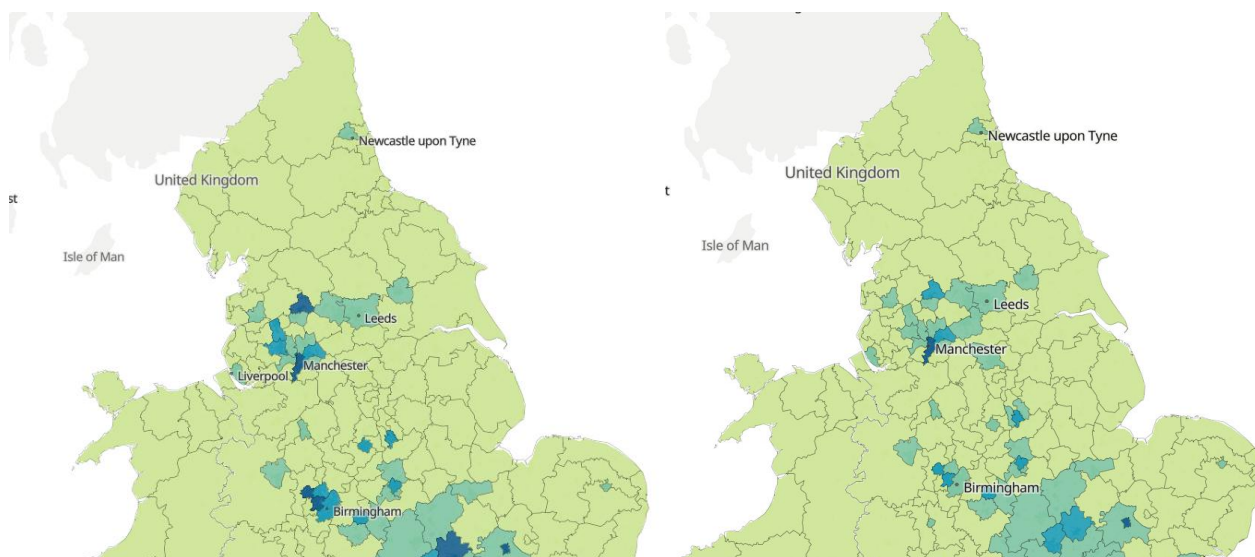 Newcastle upon Tyne
United Kingdom
st
Isle of Man
Leeds
Manchester
Liverpool
Birmingham
Newcastle upon Tyne
United Kingdom
t
Isle of Man
Leeds
Manchester
Birmingham